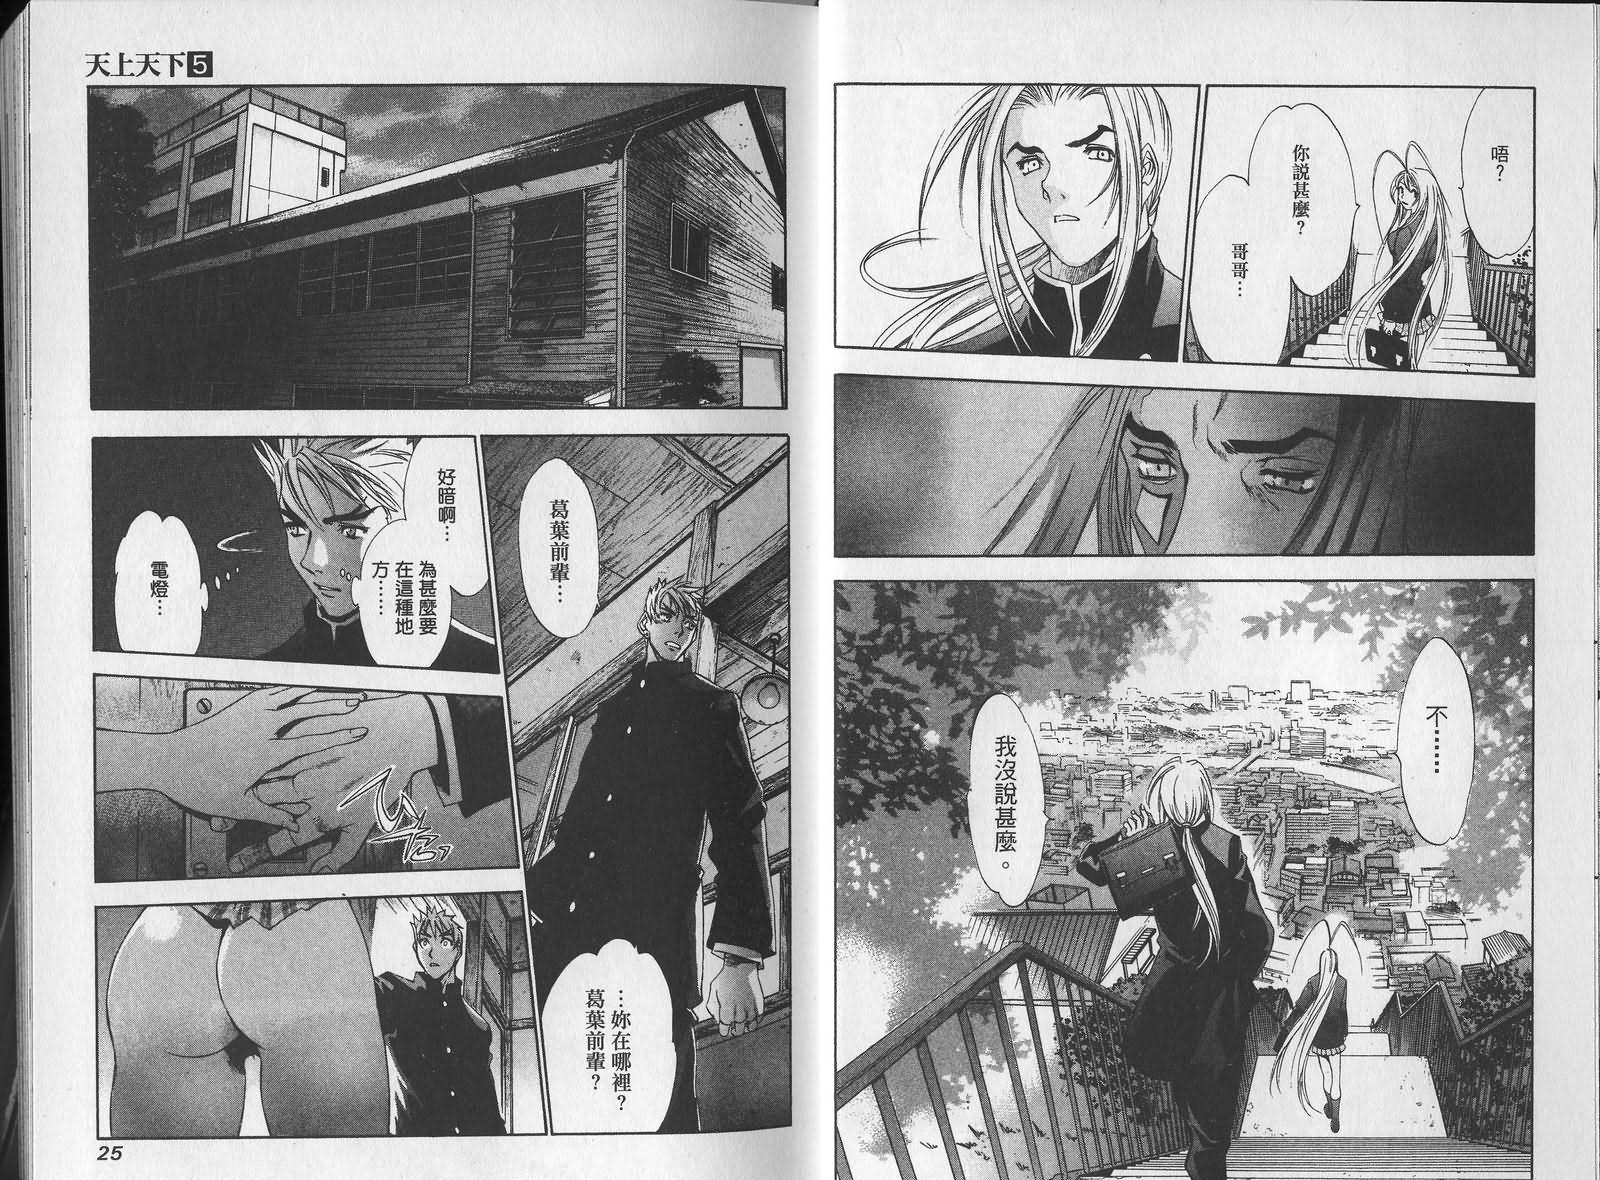 唔？
你說甚麼？
哥哥…
不………
我沒說甚麼。
天上天下5
葛葉前輩…
…妳在哪裡？
葛葉前輩？
好暗啊…
為甚麼要
在這種地
方……
電燈…
25